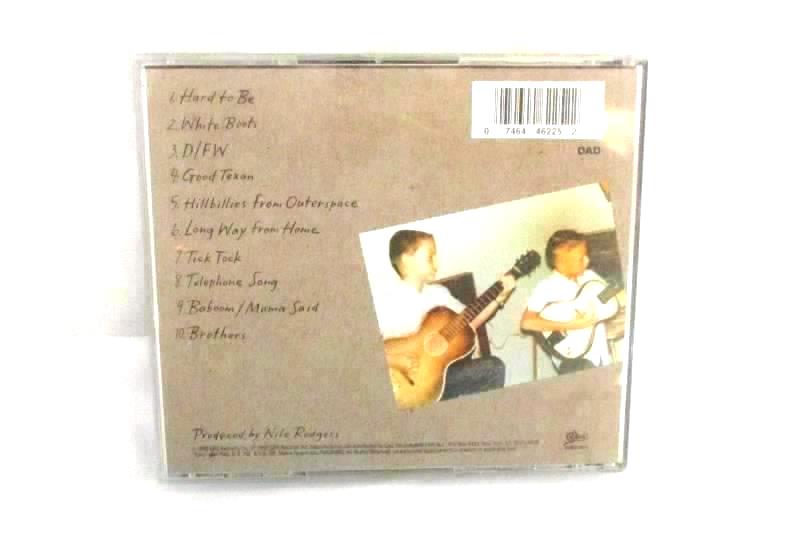 1. Hard to Be
2. White Boots
3. D/FW
4. Good Texan
5. Hillbillies from Outerspace
6. Long Way from Home
7. Tick Tock
8. Telephone Song
9. Baboom/Mama Said
10. Brothers
0 7464 46225 2
DAD
Produced by Nile Rodgers
Epic